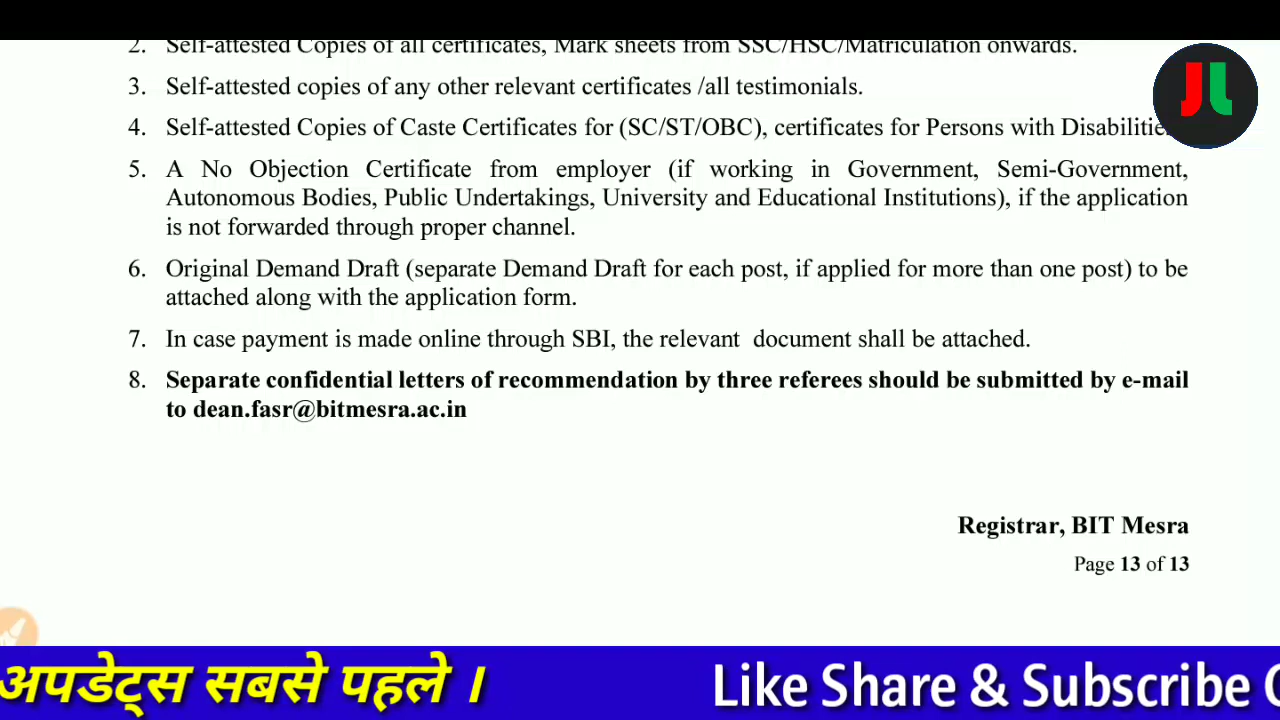 2. Self-attested Copies of all certificates, Mark sheets from SSC/HSC/Matriculation onwards.
3. Self-attested copies of any other relevant certificates /all testimonials.
4. Self-attested Copies of Caste Certificates for (SC/ST/OBC), certificates for Persons with
5. A No Objection Certificate from employer (if working in Government, Semi-Government,
Autonomous Bodies, Public Undertakings, University and Educational Institutions), if the application
is not forwarded through proper channel.
6. Original Demand Draft (separate Demand Draft for each post, if applied for more than one post) to be
attached along with the application form.
7. In case payment is made online through SBI, the relevant document shall be attached.
8. Separate confidential letters of recommendation by three referees should be submitted by e-mail
to dean.fasr@bitmesra.ac.in
Registrar, BIT Mesra
Page 13 of 13
अपडेट्स सबसे पहले ।
Like Share & Subscribe